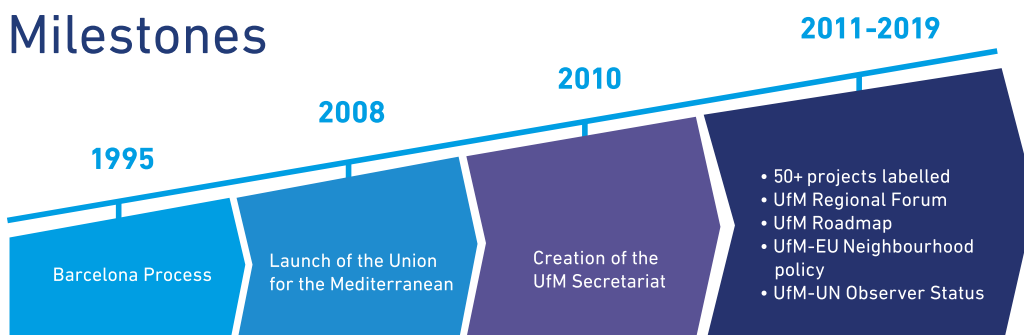 Milestones
1995
Barcelona Process
2008
Launch of the Union
for the Mediterranean
2010
Creation of the
UfM Secretariat
2011-2019
• 50+ projects labelled
• UfM Regional Forum
• UfM Roadmap
• UfM-EU Neighbourhood
policy
• UfM-UN Observer Status